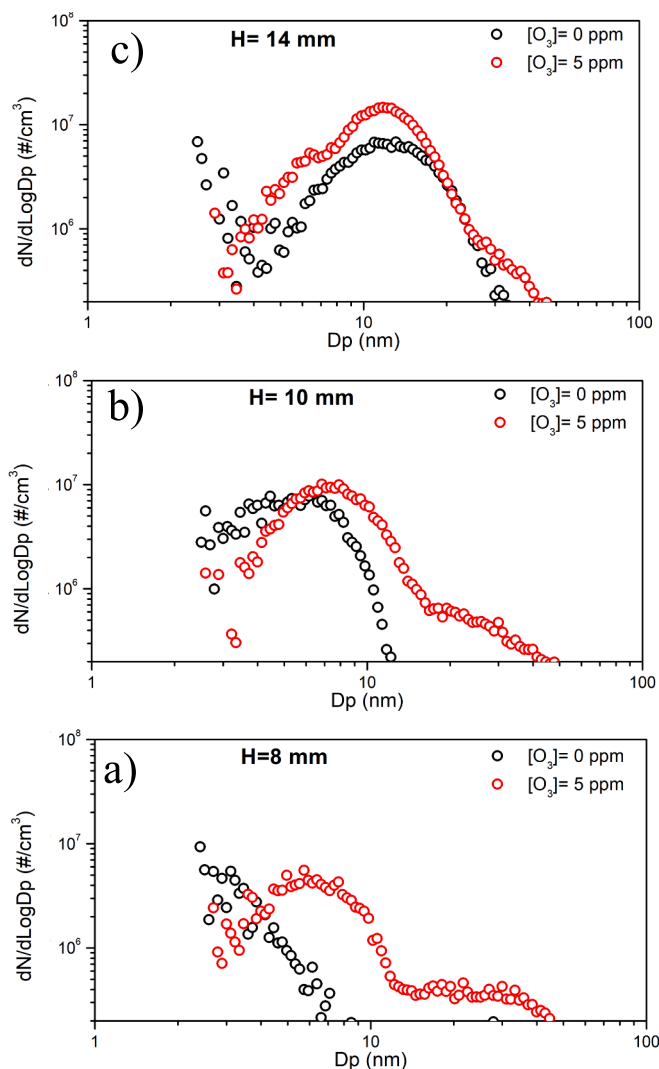 c)
H= 14 mm
[O₃]= 0 ppm
[O₃]= 5 ppm
10⁸
10⁷
10⁶
dN/dLogDp (#/cm³)
1 10 100
Dp (nm)
b)
H= 10 mm
[O₃]= 0 ppm
[O₃]= 5 ppm
10⁸
10⁷
10⁶
dN/dLogDp (#/cm³)
1 10 100
Dp (nm)
a)
H=8 mm
[O₃]= 0 ppm
[O₃]= 5 ppm
10⁸
10⁷
10⁶
dN/dLogDp (#/cm³)
1 10 100
Dp (nm)